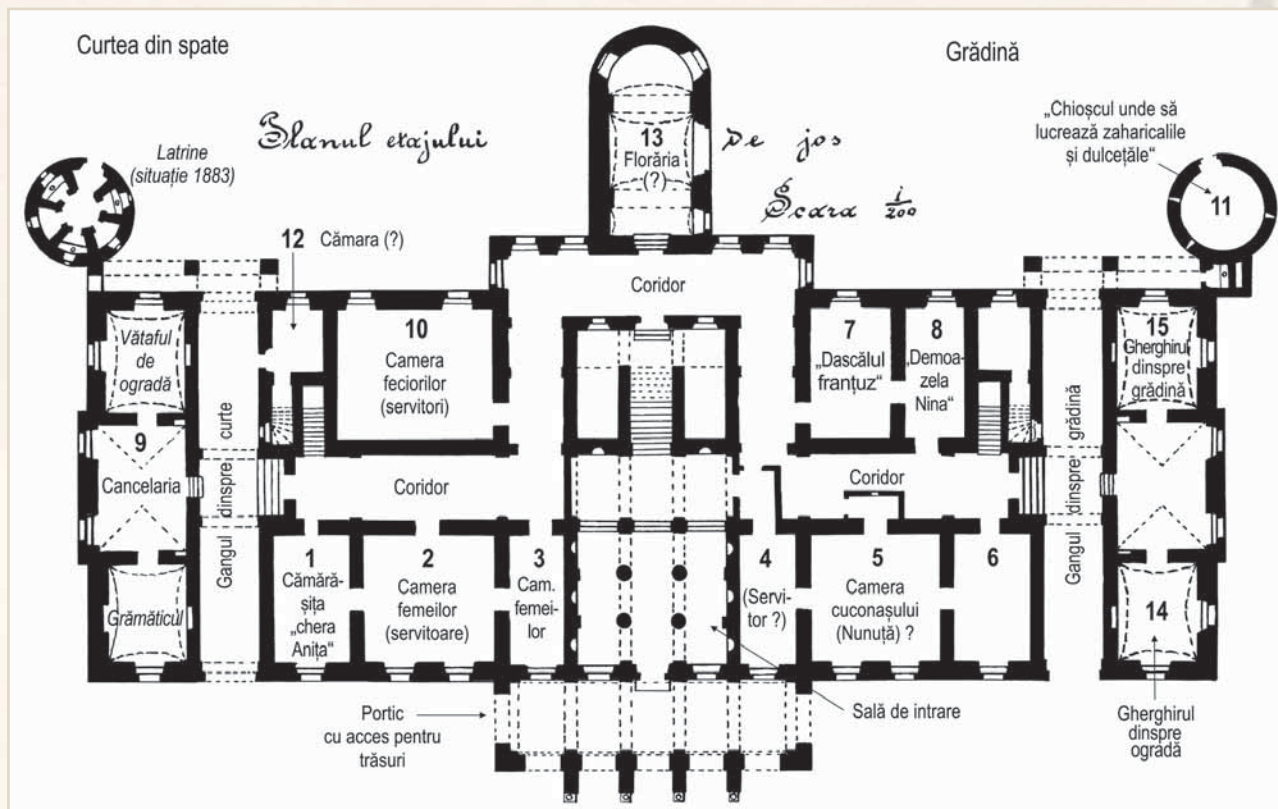 Curtea din spate
Grădină
Planul etajului
De jos
Scara 1/200
Latrine
(situație 1883)
„Chioșcul unde să
lucrează zaharicalile
și dulcețăle“
11
13
Florăria
(?)
12 Cămara (?)
Coridor
Vătaful
de
ogradă
10
Camera
feciorilor
(servitori)
7
„Dascălul
franțuz“
8
„Demoa-
zela
Nina“
15
Gherghirul
dinspre
grădină
9
Cancelaria
Gangul dinspre curte
Coridor
Coridor
Gangul dinspre grădină
Grămăticul
1
Cămără-
șița
„chera
Anița“
2
Camera
femeilor
(servitoare)
3
Cam.
femei-
lor
4
(Servi-
tor ?)
5
Camera
cuconașului
(Nunuță) ?
6
14
Portic
cu acces pentru
trăsuri
Sală de intrare
Gherghirul
dinspre
ogradă